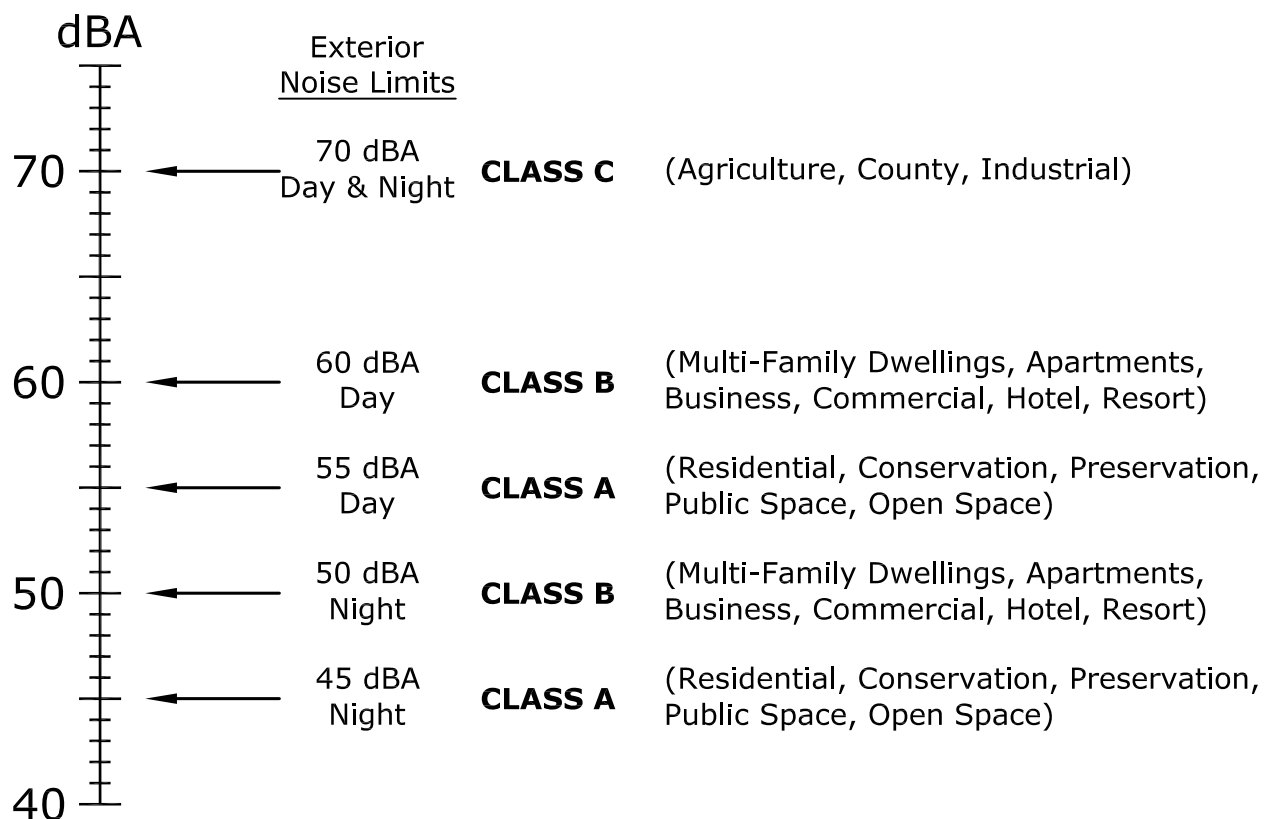 dBA
Exterior
Noise Limits
70
70 dBA
Day & Night
CLASS C
(Agriculture, County, Industrial)
60
60 dBA
Day
CLASS B
(Multi-Family Dwellings, Apartments,
Business, Commercial, Hotel, Resort)
55 dBA
Day
CLASS A
(Residential, Conservation, Preservation,
Public Space, Open Space)
50
50 dBA
Night
CLASS B
(Multi-Family Dwellings, Apartments,
Business, Commercial, Hotel, Resort)
45 dBA
Night
CLASS A
(Residential, Conservation, Preservation,
Public Space, Open Space)
40